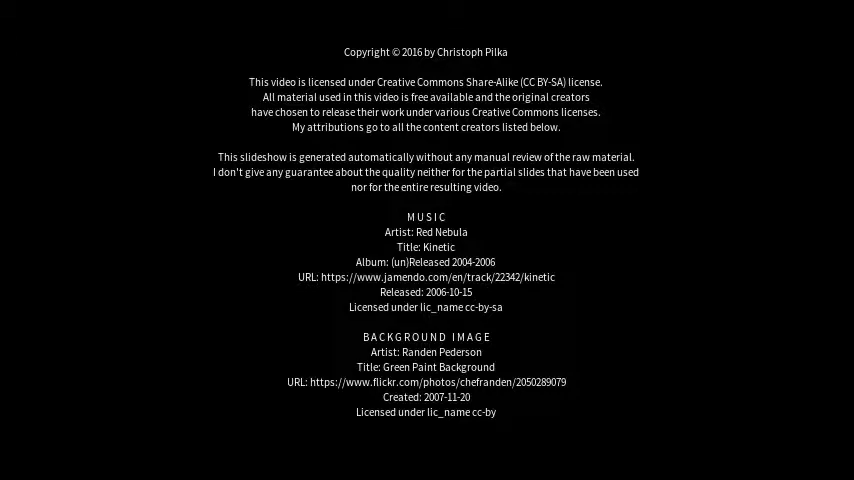 Copyright © 2016 by Christoph Pilka
This video is licensed under Creative Commons Share-Alike (CC BY-SA) license.
All material used in this video is free available and the original creators
have chosen to release their work under various Creative Commons licenses.
My attributions go to all the content creators listed below.
This slideshow is generated automatically without any manual review of the raw material.
I don't give any guarantee about the quality neither for the partial slides that have been used
nor for the entire resulting video.
MUSIC
Artist: Red Nebula
Title: Kinetic
Album: (un)Released 2004-2006
URL: https://www.jamendo.com/en/track/22342/kinetic
Released: 2006-10-15
Licensed under lic_name cc-by-sa
BACKGROUND IMAGE
Artist: Randen Pederson
Title: Green Paint Background
URL: https://www.flickr.com/photos/chefranden/2050289079
Created: 2007-11-20
Licensed under lic_name cc-by